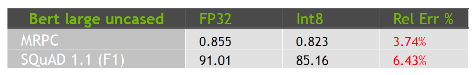 Bert large uncased FP32 Int8 Rel Err %
MRPC 0.855 0.823 3.74%
SQuAD 1.1 (F1) 91.01 85.16 6.43%